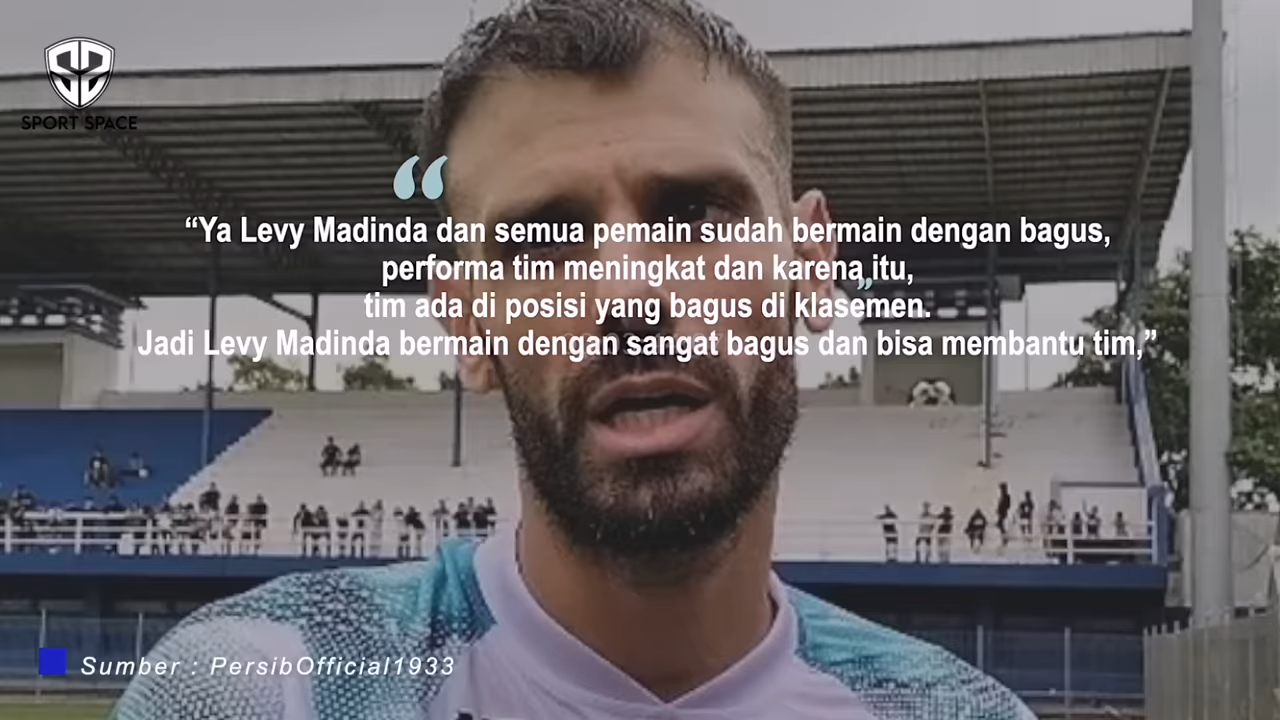 SPORT SPACE
“
“Ya Levy Madinda dan semua pemain sudah bermain dengan bagus,
performa tim meningkat dan karena itu,
tim ada di posisi yang bagus di klasemen.
Jadi Levy Madinda bermain dengan sangat bagus dan bisa membantu tim,”
”
Sumber : PersibOfficial1933